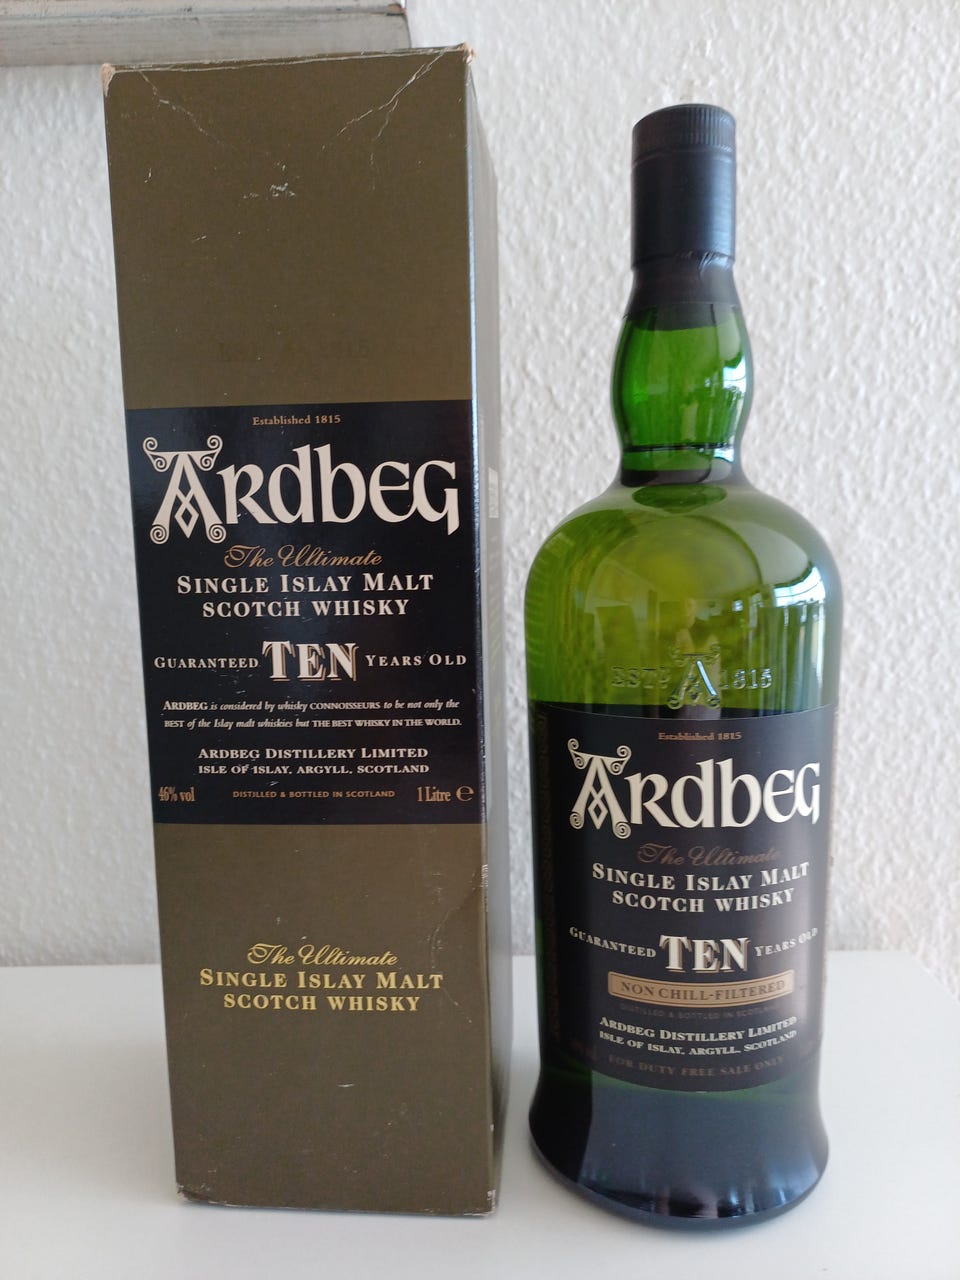 Established 1815
ARDBEG
The Ultimate
SINGLE ISLAY MALT
SCOTCH WHISKY
GUARANTEED TEN YEARS OLD
ARDBEG is considered by whisky CONNOISSEURS to be not only the
BEST of the Islay malt whiskies but THE BEST WHISKY IN THE WORLD.
ARDBEG DISTILLERY LIMITED
ISLE OF ISLAY, ARGYLL, SCOTLAND
46% vol DISTILLED & BOTTLED IN SCOTLAND 1 Litre e
The Ultimate
SINGLE ISLAY MALT
SCOTCH WHISKY
ESTD A 1815
Established 1815
ARDBEG
The Ultimate
SINGLE ISLAY MALT
SCOTCH WHISKY
GUARANTEED TEN YEARS OLD
NON CHILL-FILTERED
DISTILLED & BOTTLED IN SCOTLAND
ARDBEG DISTILLERY LIMITED
ISLE OF ISLAY, ARGYLL, SCOTLAND
FOR DUTY FREE SALE ONLY